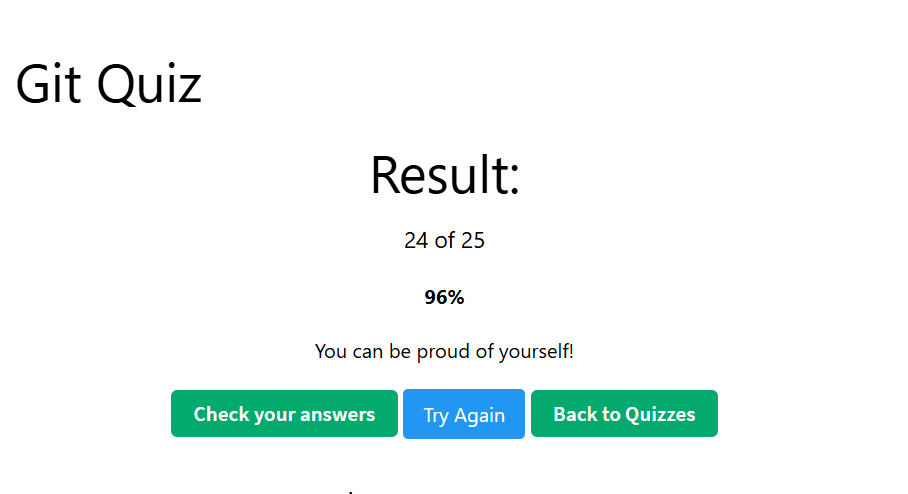 Git Quiz
Result:
24 of 25
96%
You can be proud of yourself!
Check your answers Try Again Back to Quizzes